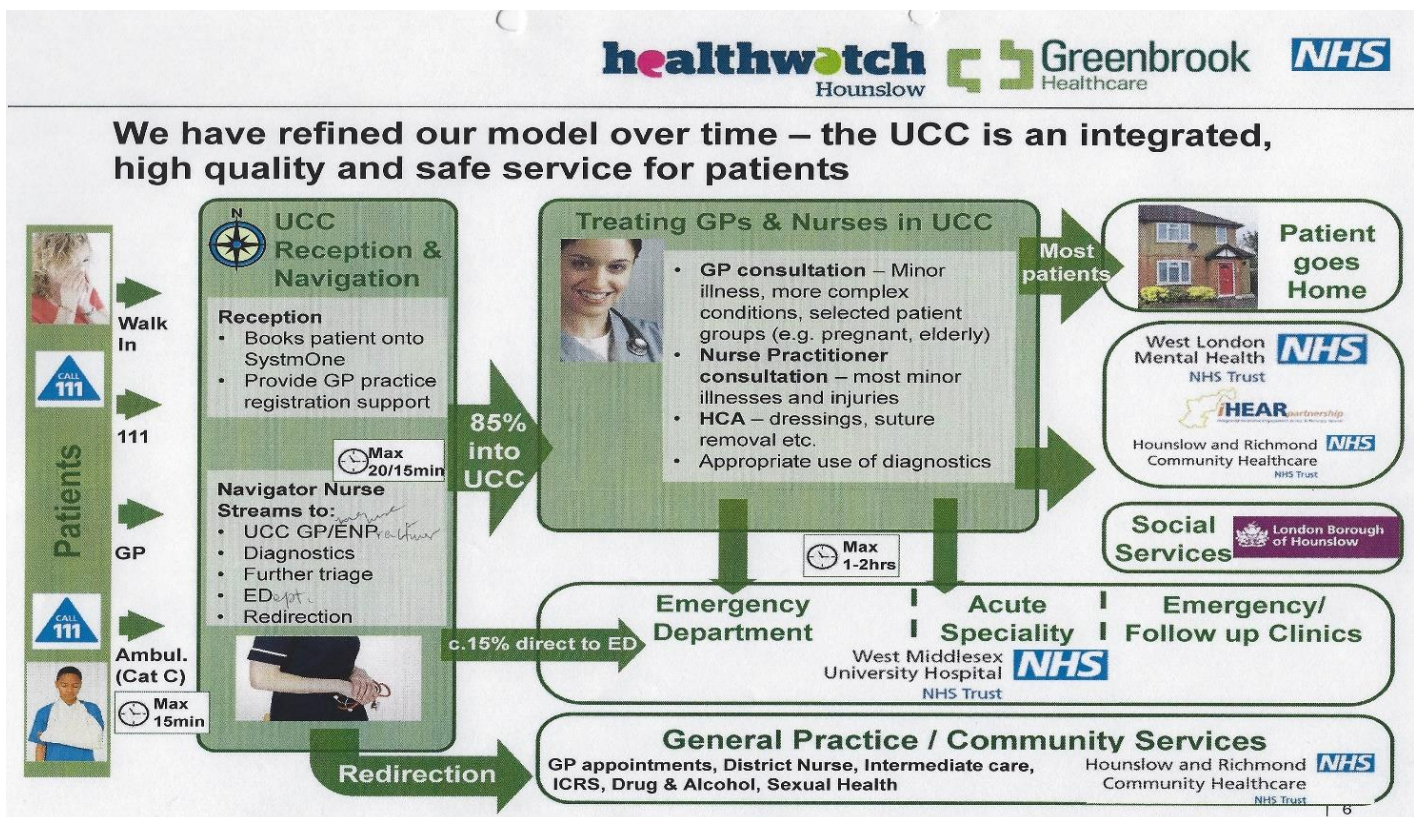 healthwatch
Hounslow
Greenbrook
Healthcare
NHS
We have refined our model over time – the UCC is an integrated,
high quality and safe service for patients
Patients
CALL
111
CALL
111
Walk
In
111
GP
Ambul.
(Cat C)
Max
15min
N
UCC
Reception &
Navigation
Reception
• Books patient onto
SystmOne
• Provide GP practice
registration support
Max
20/15min
Navigator Nurse
Streams to:
• UCC GP/ENP
• Diagnostics
• Further triage
• EDept.
• Redirection
85%
into
UCC
c.15% direct to ED
Redirection
Treating GPs & Nurses in UCC
• GP consultation – Minor
illness, more complex
conditions, selected patient
groups (e.g. pregnant, elderly)
• Nurse Practitioner
consultation – most minor
illnesses and injuries
• HCA – dressings, suture
removal etc.
• Appropriate use of diagnostics
Most
patients
Patient
goes
Home
West London
Mental Health
NHS
NHS Trust
iHEAR partnership
Hounslow and Richmond NHS
Community Healthcare
NHS Trust
Social
Services
London Borough
of Hounslow
Max
1-2hrs
Emergency
Department
Acute
Speciality
Emergency/
Follow up Clinics
West Middlesex
University Hospital
NHS
NHS Trust
General Practice / Community Services
GP appointments, District Nurse, Intermediate care,
ICRS, Drug & Alcohol, Sexual Health
Hounslow and Richmond NHS
Community Healthcare
NHS Trust
6